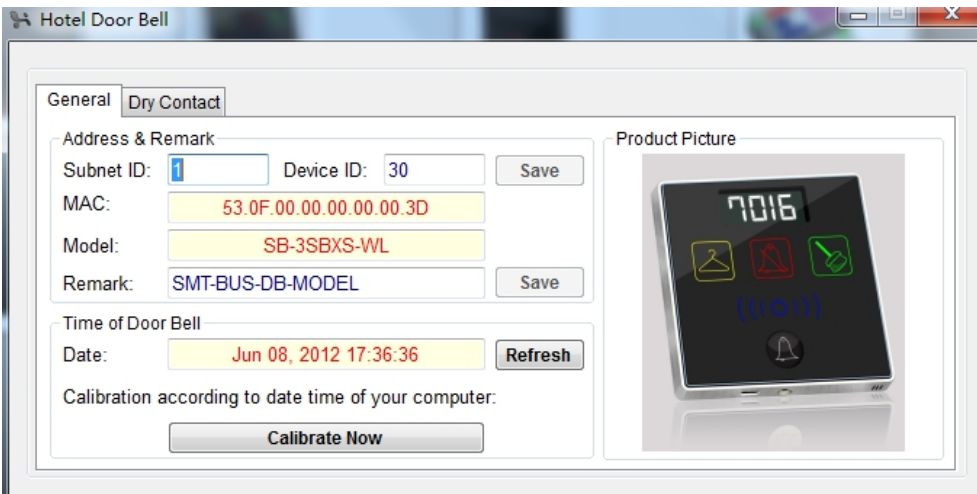 Hotel Door Bell
General Dry Contact
Address & Remark
Subnet ID: 1 Device ID: 30 Save
MAC: 53.0F.00.00.00.00.00.3D
Model: SB-3SBXS-WL
Remark: SMT-BUS-DB-MODEL Save
Time of Door Bell
Date: Jun 08, 2012 17:36:36 Refresh
Calibration according to date time of your computer:
Calibrate Now
Product Picture
7016